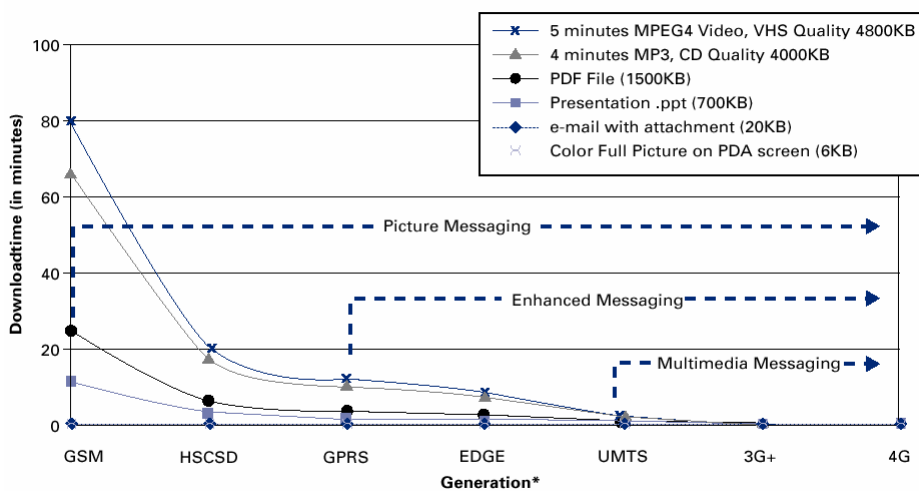 5 minutes MPEG4 Video, VHS Quality 4800KB
4 minutes MP3, CD Quality 4000KB
PDF File (1500KB)
Presentation .ppt (700KB)
e-mail with attachment (20KB)
Color Full Picture on PDA screen (6KB)
Downloadtime (in minutes)
100
80
60
40
20
0
Picture Messaging
Enhanced Messaging
Multimedia Messaging
GSM HSCSD GPRS EDGE UMTS 3G+ 4G
Generation*